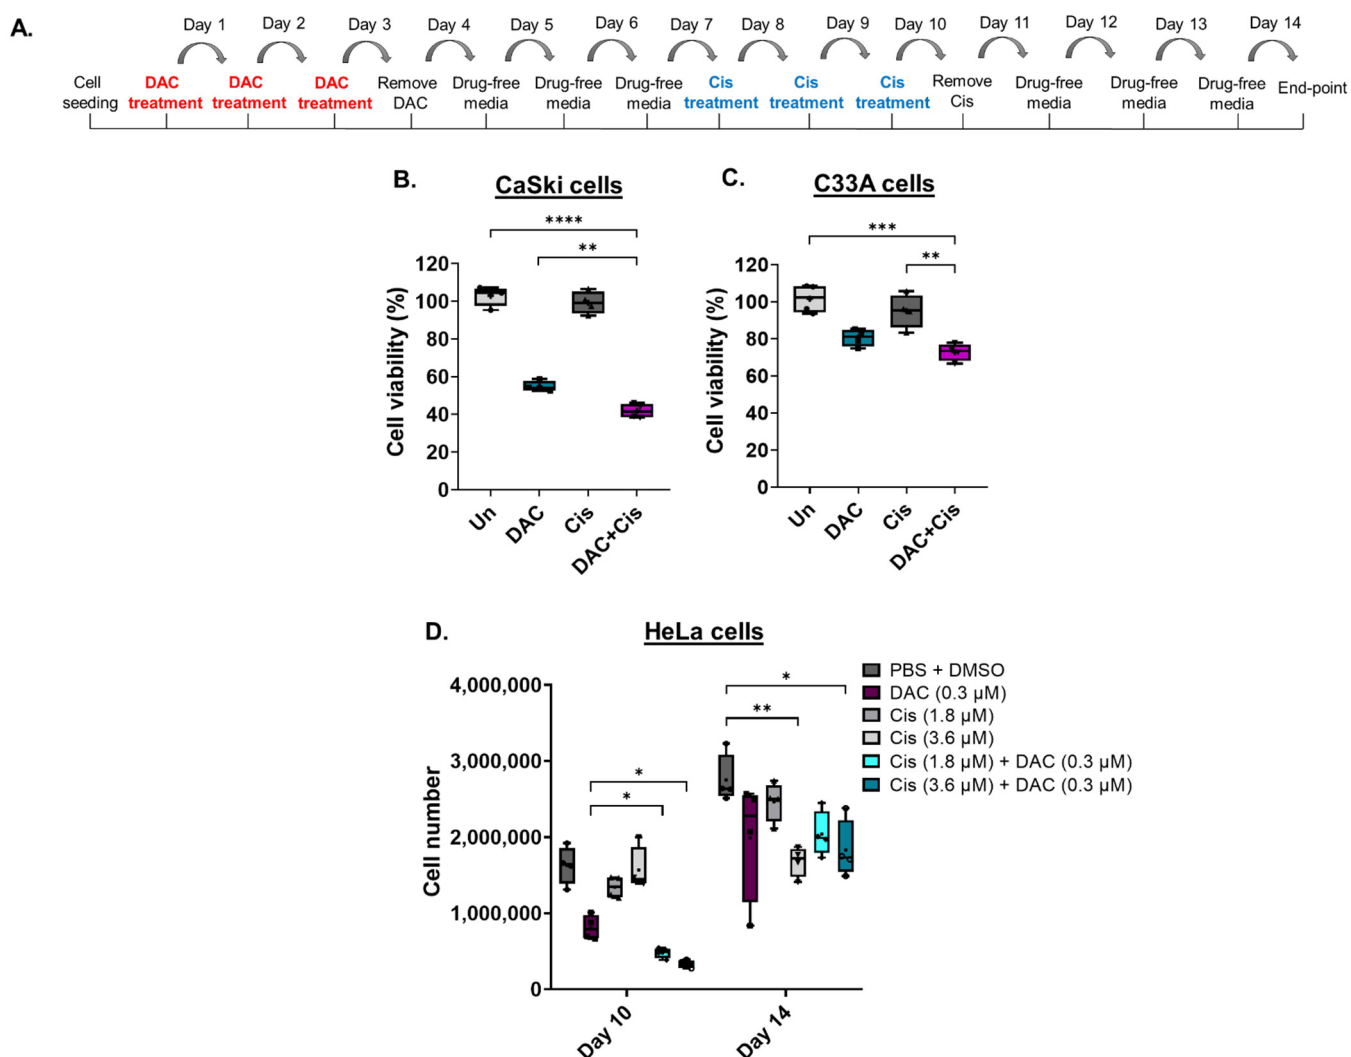 A.
Day 1 Day 2 Day 3 Day 4 Day 5 Day 6 Day 7 Day 8 Day 9 Day 10 Day 11 Day 12 Day 13 Day 14
Cell seeding
DAC treatment
DAC treatment
DAC treatment
Remove DAC
Drug-free media
Drug-free media
Drug-free media
Cis treatment
Cis treatment
Cis treatment
Remove Cis
Drug-free media
Drug-free media
Drug-free media
End-point
B.
CaSki cells
****
**
Cell viability (%)
120
100
80
60
40
20
0
Un
DAC
Cis
DAC+Cis
C.
C33A cells
***
**
Cell viability (%)
120
100
80
60
40
20
0
Un
DAC
Cis
DAC+Cis
D.
HeLa cells
Cell number
4,000,000
3,000,000
2,000,000
1,000,000
0
*
*
*
**
Day 10
Day 14
PBS + DMSO
DAC (0.3 µM)
Cis (1.8 µM)
Cis (3.6 µM)
Cis (1.8 µM) + DAC (0.3 µM)
Cis (3.6 µM) + DAC (0.3 µM)